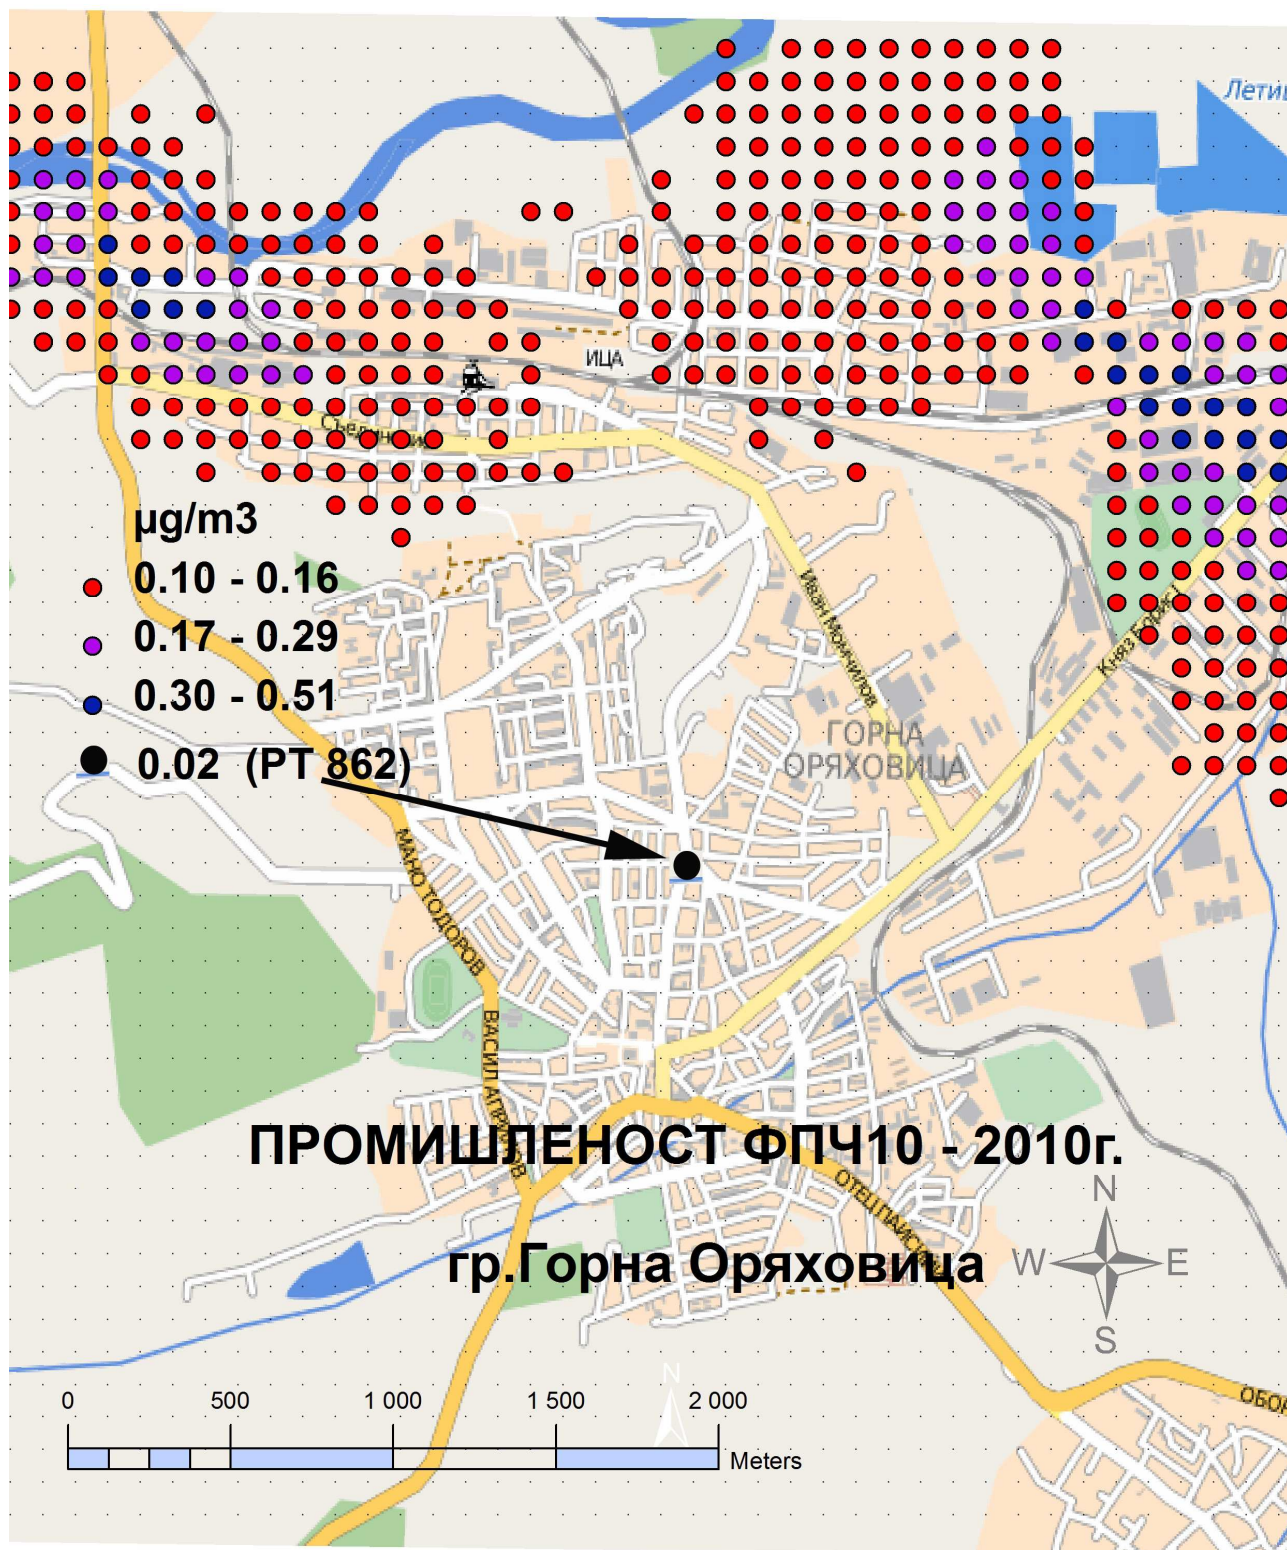 Лети
ИЦА
µg/m3
0.10 - 0.16
0.17 - 0.29
0.30 - 0.51
0.02 (РТ 862)
Иван Момчилов
Княз Борис I
ГОРНА
ОРЯХОВИЦА
МАНО ТОДОРОВ
ВАСИЛ АПРИЛОВ
ПРОМИШЛЕНОСТ ФПЧ10 - 2010г.
ОТЕЦ ПАИСИЙ
гр.Горна Оряховица
N
W
E
S
N
0 500 1 000 1 500 2 000
Meters
ОБОР